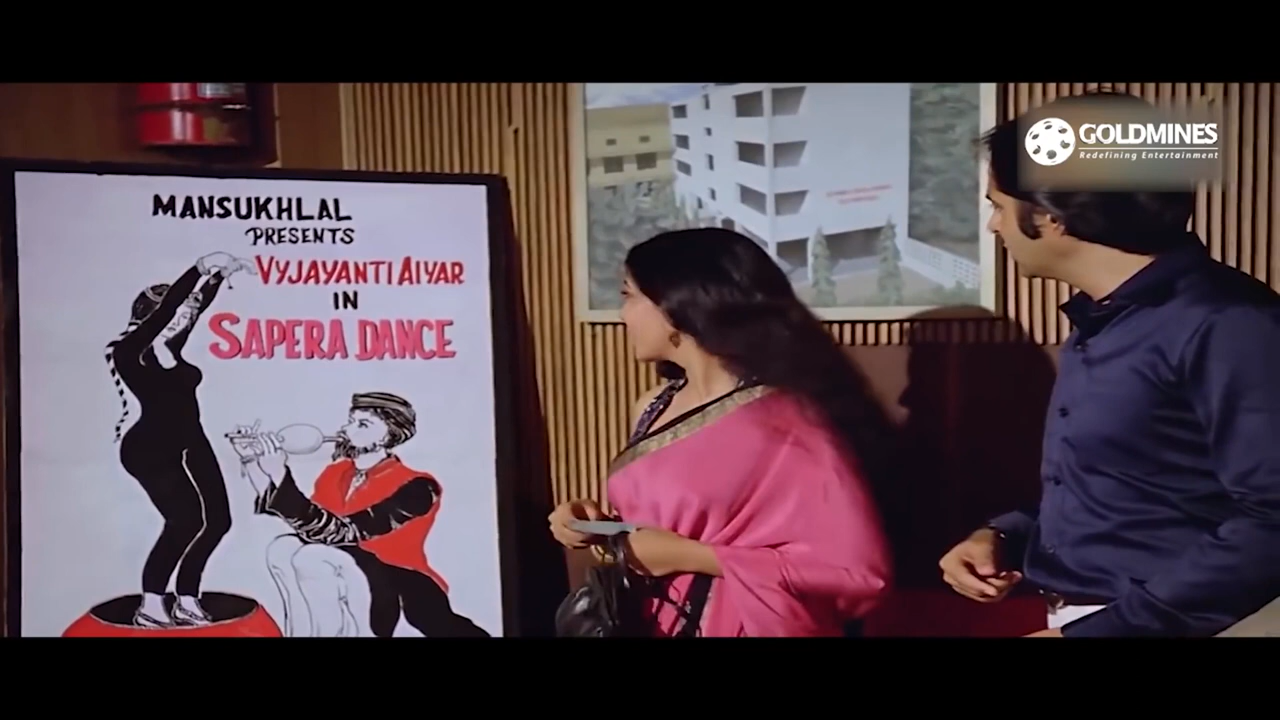 MANSUKHLAL
PRESENTS
VYJAYANTI AIYAR
IN
SAPERA DANCE
GOLDMINES
Redefining Entertainment